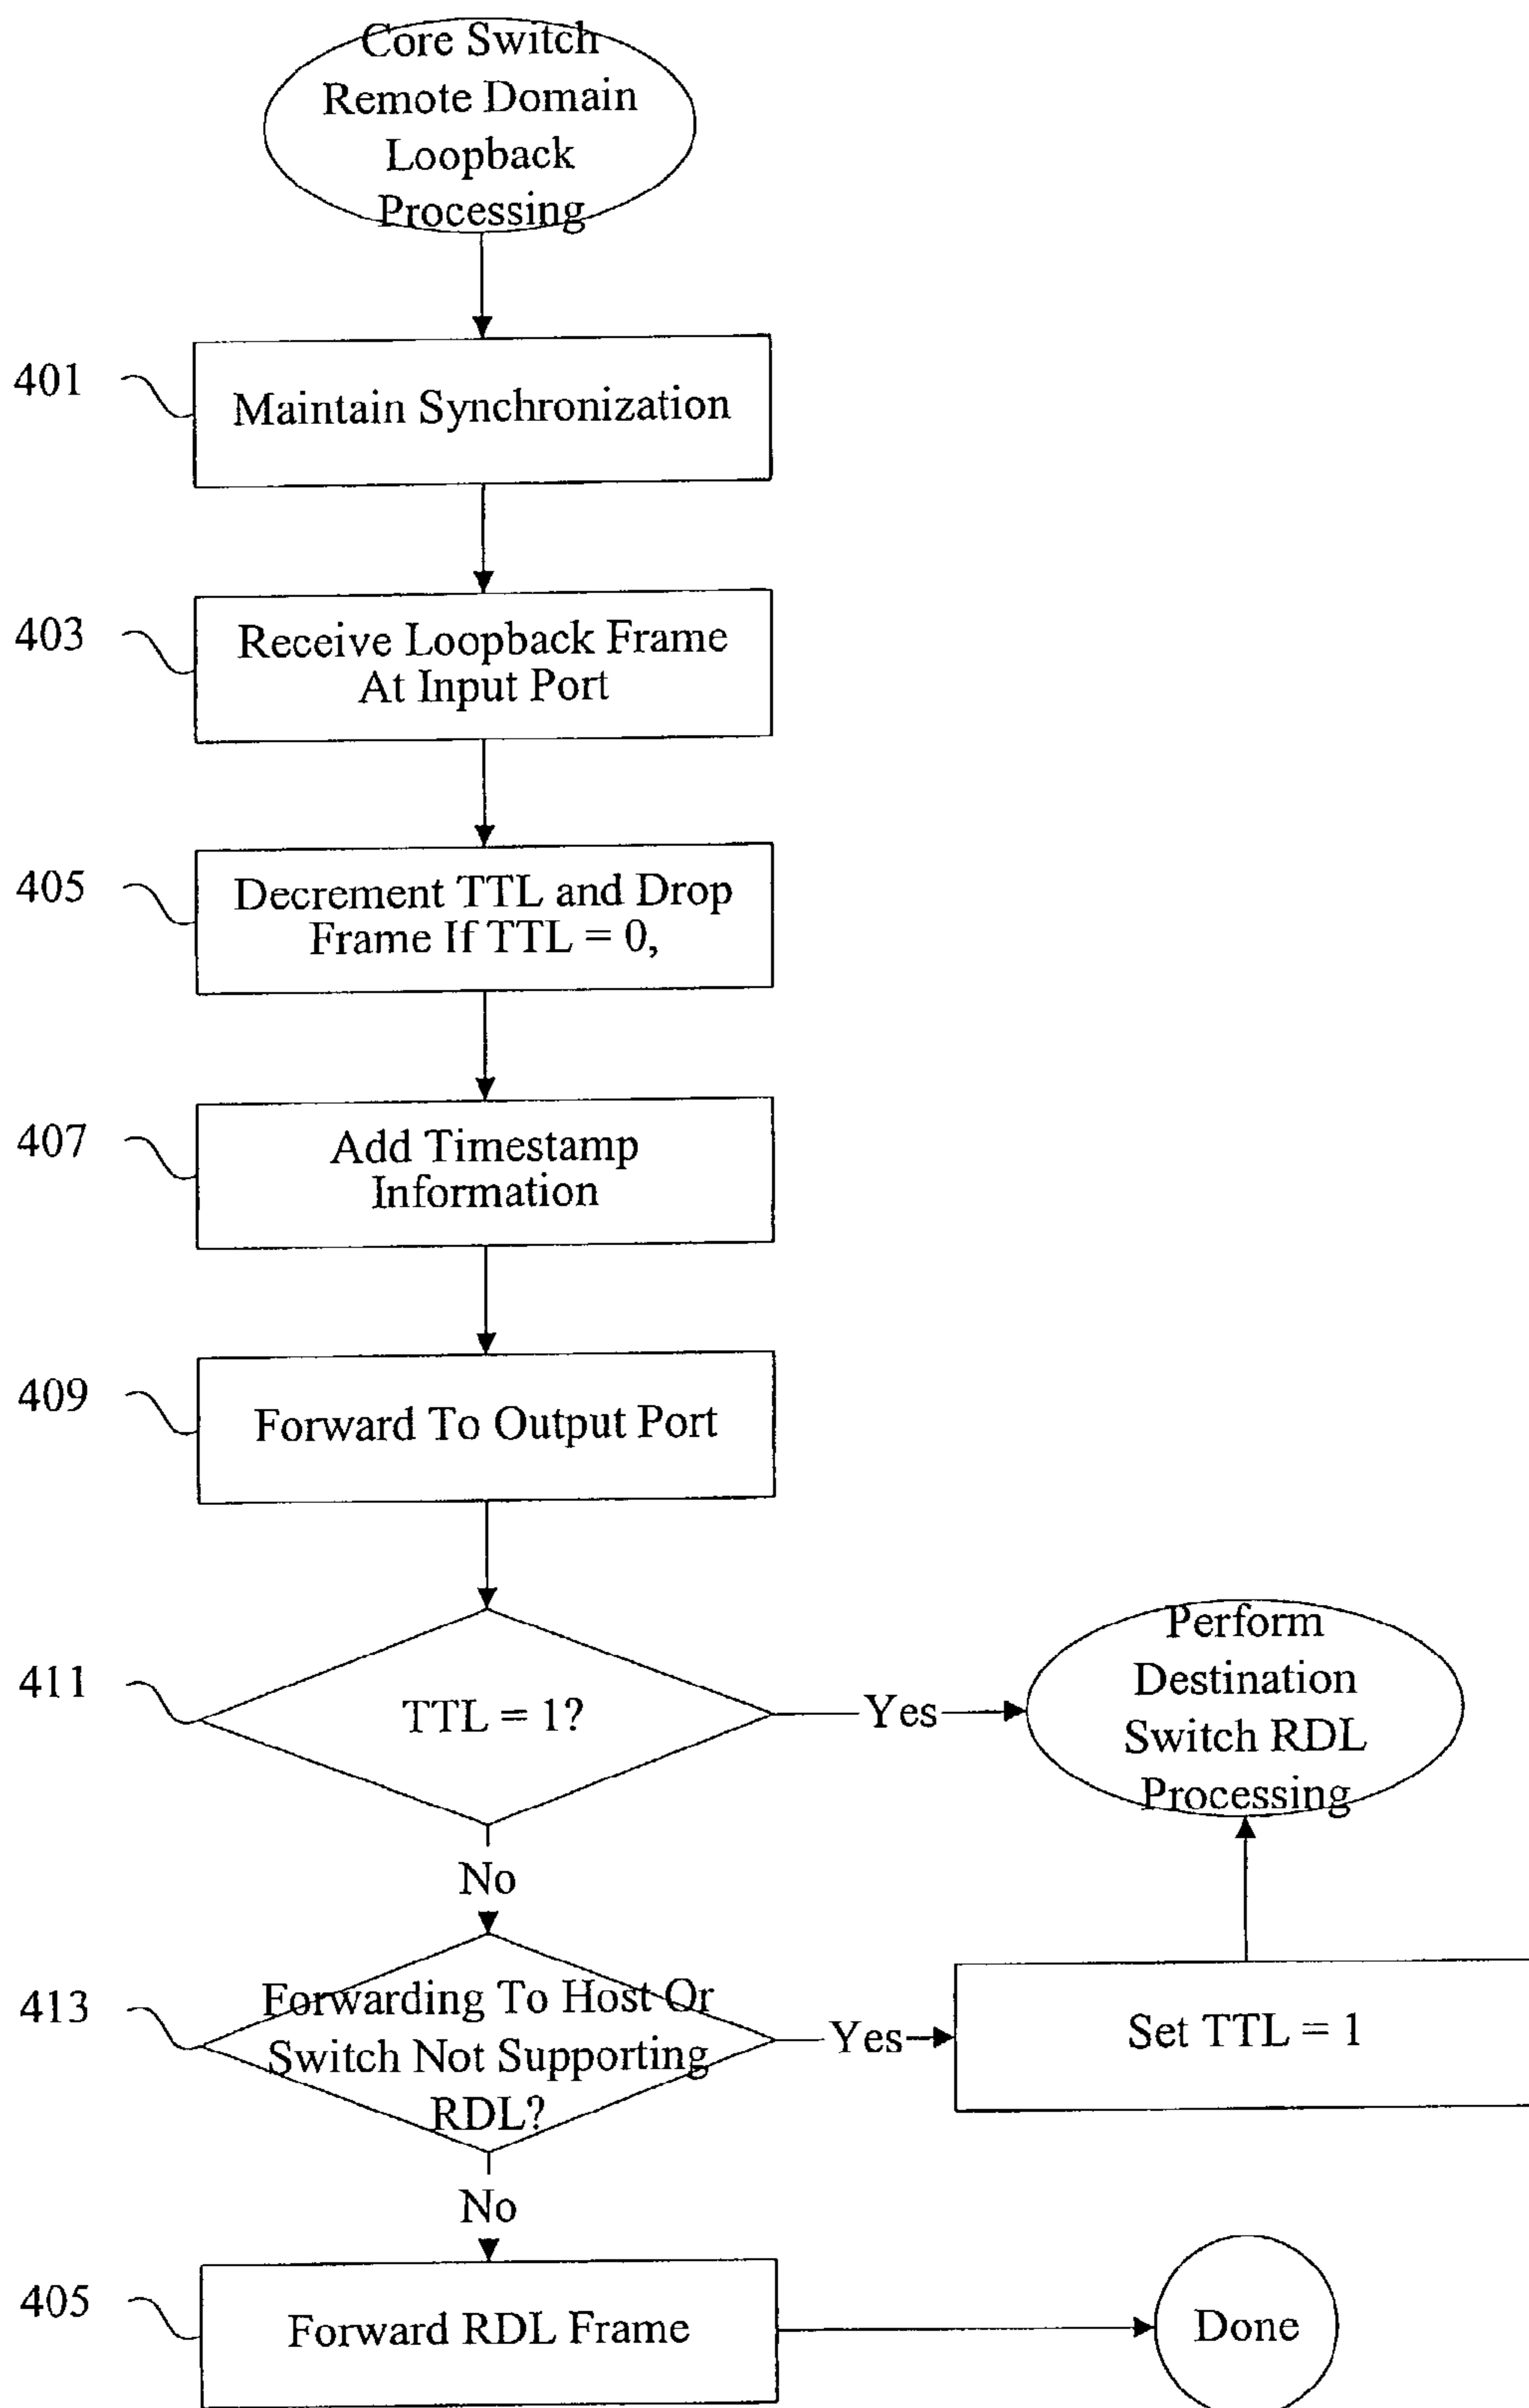 Core Switch
Remote Domain
Loopback
Processing
401
Maintain Synchronization
403
Receive Loopback Frame
At Input Port
405
Decrement TTL and Drop
Frame If TTL = 0,
407
Add Timestamp
Information
409
Forward To Output Port
411
TTL = 1?
Yes
Perform
Destination
Switch RDL
Processing
No
413
Forwarding To Host Or
Switch Not Supporting
RDL?
Yes
Set TTL = 1
No
405
Forward RDL Frame
Done